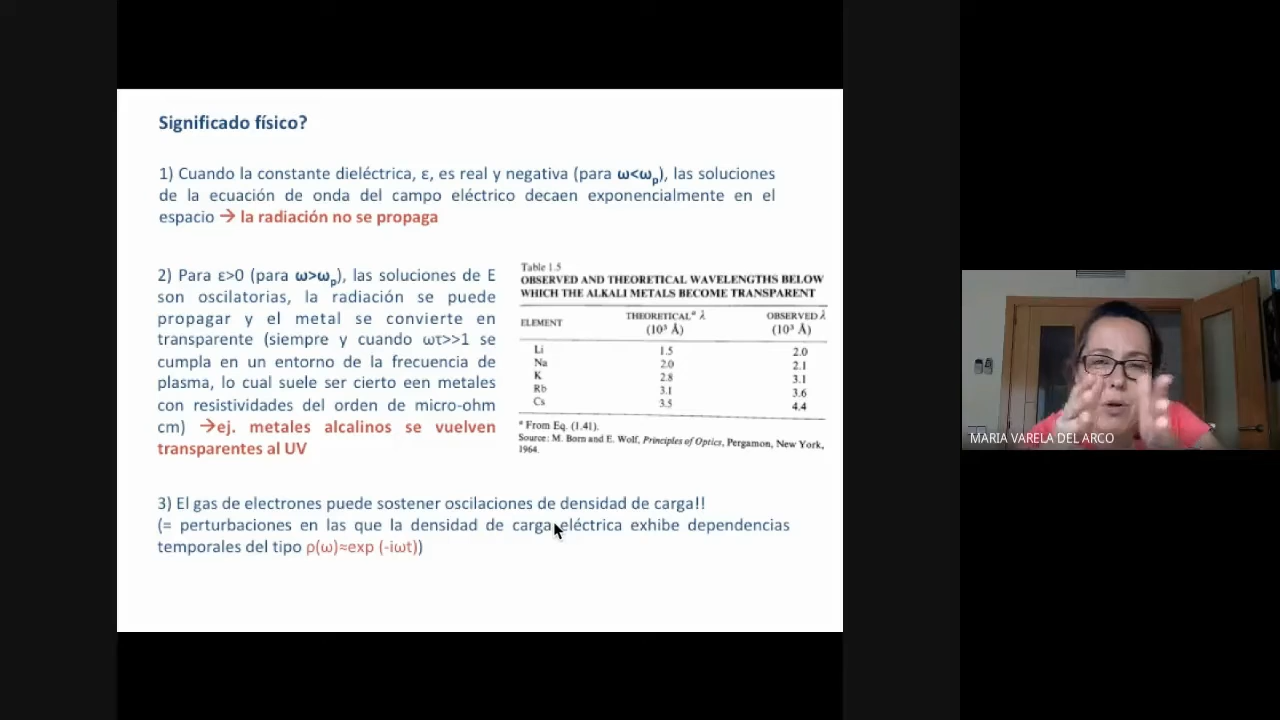 Significado físico?
1) Cuando la constante dieléctrica, ε, es real y negativa (para ω<ωp), las soluciones
de la ecuación de onda del campo eléctrico decaen exponencialmente en el
espacio → la radiación no se propaga
2) Para ε>0 (para ω>ωp), las soluciones de E
son oscilatorias, la radiación se puede
propagar y el metal se convierte en
transparente (siempre y cuando ωτ>>1 se
cumpla en un entorno de la frecuencia de
plasma, lo cual suele ser cierto een metales
con resistividades del orden de micro-ohm
cm) →ej. metales alcalinos se vuelven
transparentes al UV
Table 1.5
OBSERVED AND THEORETICAL WAVELENGTHS BELOW
WHICH THE ALKALI METALS BECOME TRANSPARENT
ELEMENT THEORETICALᵃ λ (10³ Å) OBSERVED λ (10³ Å)
Li 1.5 2.0
Na 2.0 2.1
K 2.8 3.1
Rb 3.1 3.6
Cs 3.5 4.4
ᵃ From Eq. (1.41).
Source: M. Born and E. Wolf, Principles of Optics, Pergamon, New York,
1964.
3) El gas de electrones puede sostener oscilaciones de densidad de carga!!
(= perturbaciones en las que la densidad de carga eléctrica exhibe dependencias
temporales del tipo ρ(ω)≈exp (-iωt))
MARIA VARELA DEL ARCO